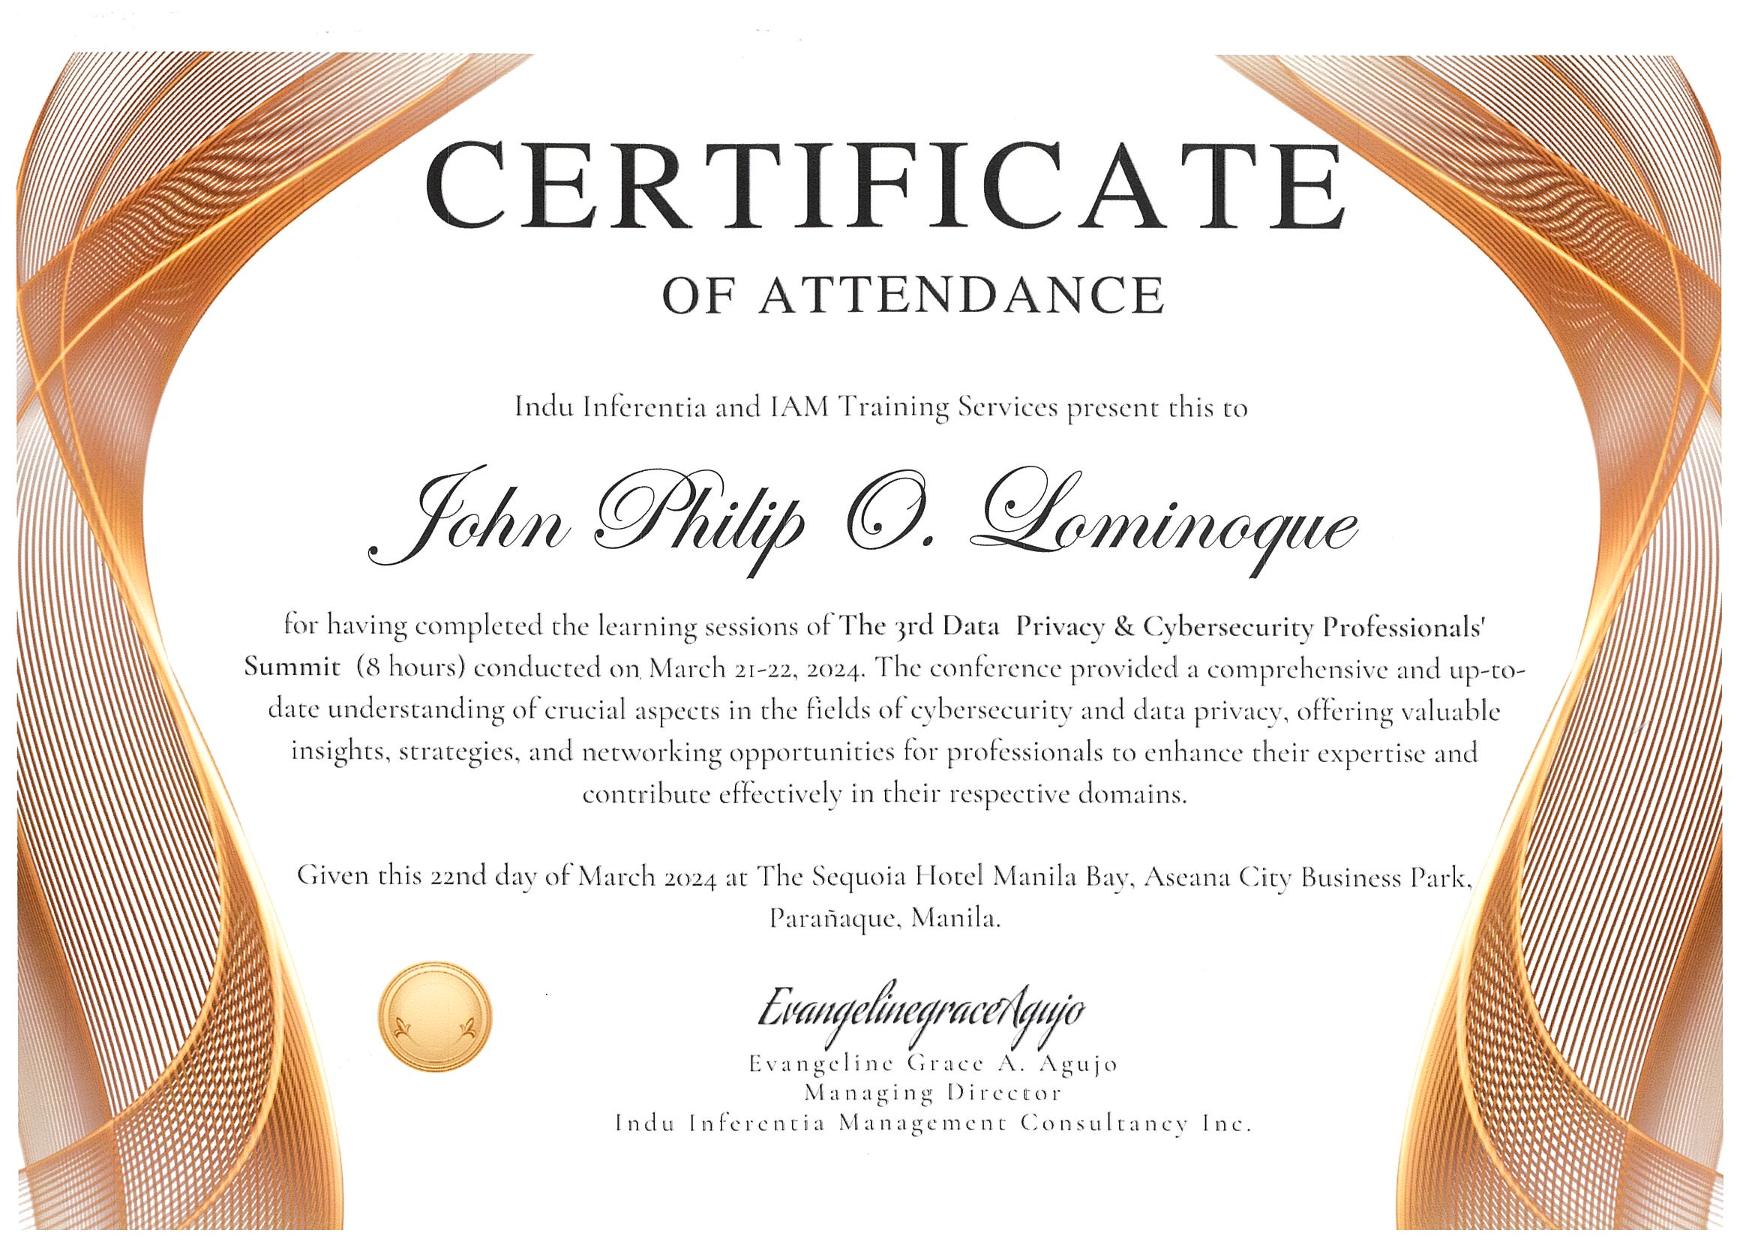 CERTIFICATE
OF ATTENDANCE
Indu Inferentia and IAM Training Services present this to
John Philip O. Lominoque
for having completed the learning sessions of The 3rd Data Privacy & Cybersecurity Professionals'
Summit (8 hours) conducted on March 21-22, 2024. The conference provided a comprehensive and up-to-
date understanding of crucial aspects in the fields of cybersecurity and data privacy, offering valuable
insights, strategies, and networking opportunities for professionals to enhance their expertise and
contribute effectively in their respective domains.
Given this 22nd day of March 2024 at The Sequoia Hotel Manila Bay, Aseana City Business Park,
Parañaque, Manila.
EvangelinegraceAgujo
Evangeline Grace A. Agujo
Managing Director
Indu Inferentia Management Consultancy Inc.